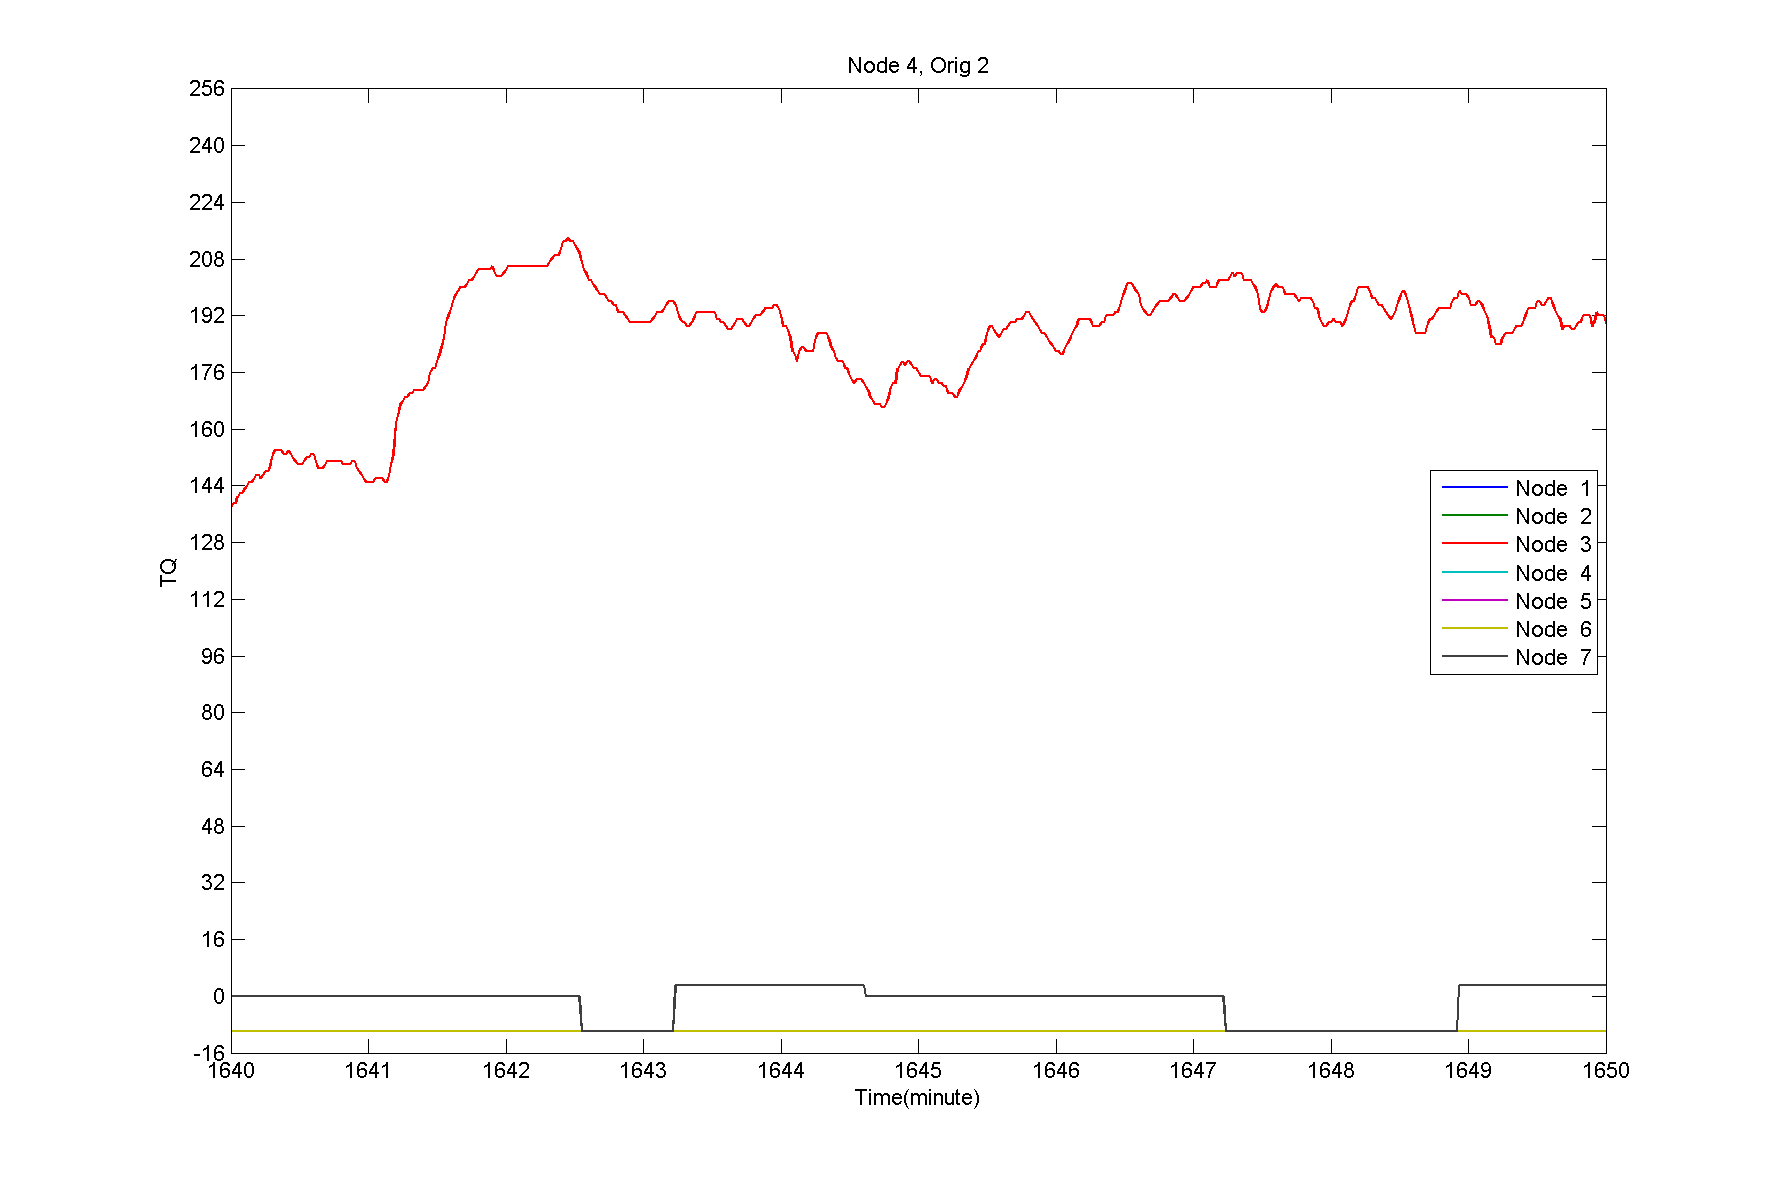 Node 4, Orig 2
256
240
224
208
192
176
160
144
128
112
96
80
64
48
32
16
0
-16
TQ
Node 1
Node 2
Node 3
Node 4
Node 5
Node 6
Node 7
1640 1641 1642 1643 1644 1645 1646 1647 1648 1649 1650
Time(minute)